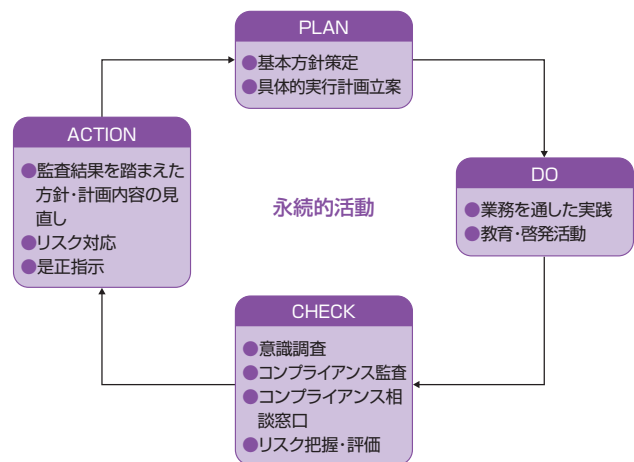 PLAN
●基本方針策定
●具体的実行計画立案
DO
●業務を通した実践
●教育・啓発活動
CHECK
●意識調査
●コンプライアンス監査
●コンプライアンス相
談窓口
●リスク把握・評価
ACTION
●監査結果を踏まえた
方針・計画内容の見
直し
●リスク対応
●是正指示
永続的活動